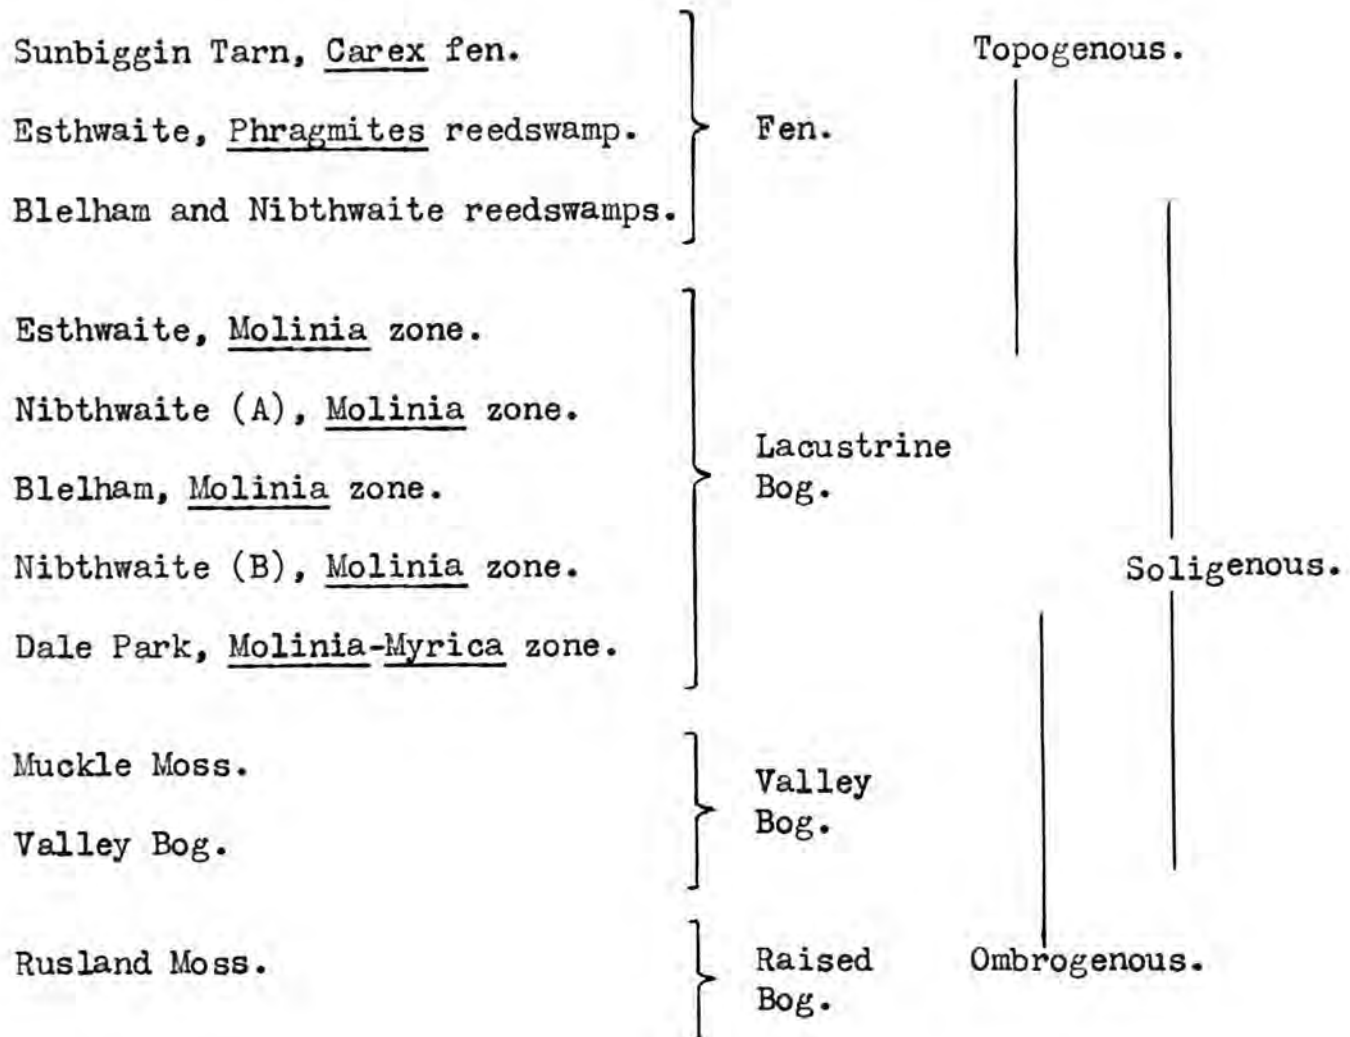 Sunbiggin Tarn, Carex fen.
Esthwaite, Phragmites reedswamp.
Blelham and Nibthwaite reedswamps.
Fen.
Topogenous.
Esthwaite, Molinia zone.
Nibthwaite (A), Molinia zone.
Blelham, Molinia zone.
Nibthwaite (B), Molinia zone.
Dale Park, Molinia-Myrica zone.
Lacustrine
Bog.
Soligenous.
Muckle Moss.
Valley Bog.
Valley
Bog.
Rusland Moss.
Raised
Bog.
Ombrogenous.